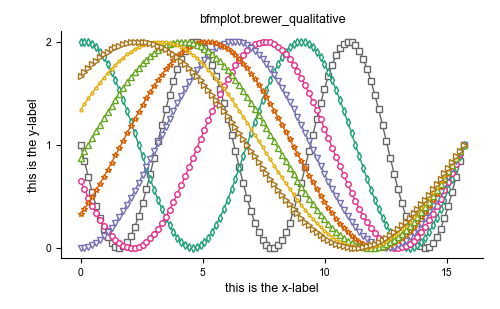 bfmplot.brewer_qualitative
2
1
0
this is the y-label
0 5 10 15
this is the x-label